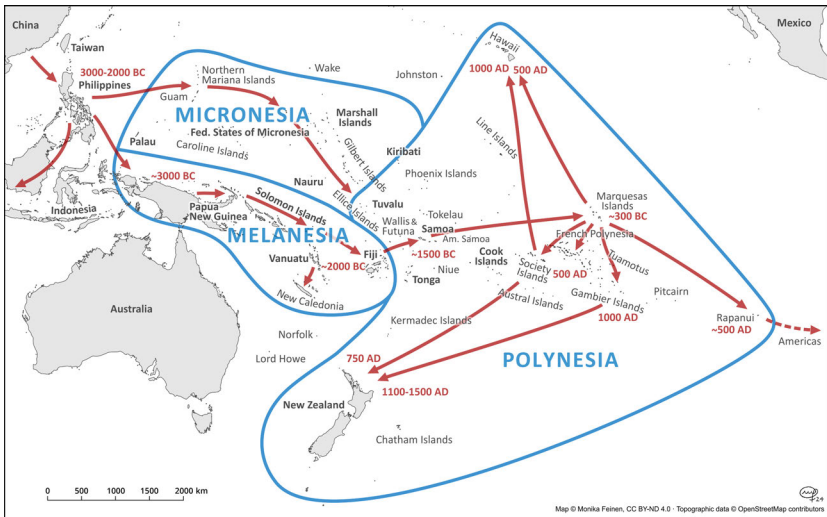 China
Mexico
Taiwan
Hawaii
3000-2000 BC
Philippines
Northern
Mariana Islands
Wake
Johnston
1000 AD
500 AD
Guam
MICRONESIA
Marshall
Islands
Fed. States of Micronesia
Line Islands
Palau
Caroline Islands
Gilbert Islands
Kiribati
Phoenix Islands
~3000 BC
Nauru
Marquesas
Islands
Indonesia
Papua
New Guinea
Solomon Islands
Ellice Islands
Tuvalu
Tokelau
~300 BC
Wallis &
Futuna
Samoa
Am. Samoa
French Polynesia
MELANESIA
Fiji
~1500 BC
Cook
Islands
Society
Islands
Tuamotus
Vanuatu
~2000 BC
Niue
Tonga
500 AD
New Caledonia
Austral Islands
Gambier Islands
Pitcairn
Australia
1000 AD
Rapanui
~500 AD
Americas
Norfolk
Kermadec Islands
Lord Howe
750 AD
POLYNESIA
1100-1500 AD
New Zealand
Chatham Islands
0 500 1000 2000 km
Map © Monika Feinen, CC BY-ND 4.0 · Topographic data © OpenStreetMap contributors